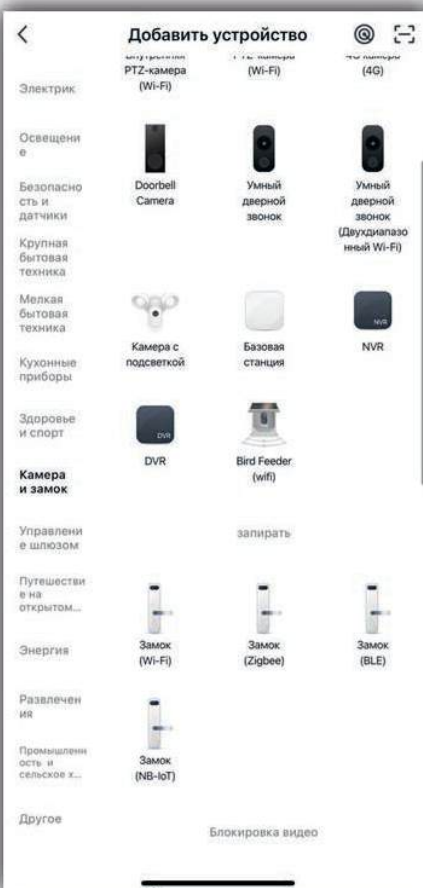 Добавить устройство
Электрик
Освещени
е
Безопасно
сть и
датчики
Крупная
бытовая
техника
Мелкая
бытовая
техника
Кухонные
приборы
Здоровье
и спорт
Камера
и замок
Управлени
е шлюзом
Путешестви
е на
открытом...
Энергия
Развлечен
ия
Промышленн
ость и
сельское х...
Другое
PTZ-камера
(Wi-Fi)
(Wi-Fi)
(4G)
Doorbell
Camera
Умный
дверной
звонок
Умный
дверной
звонок
(Двухдиапазо
нный Wi-Fi)
Камера с
подсветкой
Базовая
станция
NVR
NVR
DVR
DVR
Bird Feeder
(wifi)
запирать
Замок
(Wi-Fi)
Замок
(Zigbee)
Замок
(BLE)
Замок
(NB-IoT)
Блокировка видео